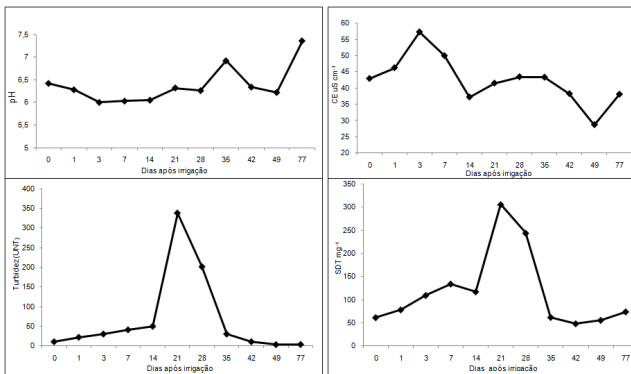 7,5
7
6,5
6
5,5
5
pH
0 1 3 7 14 21 28 35 42 49 77
Dias após irrigação
60
55
50
45
40
35
30
25
20
CE uS cm⁻¹
0 1 3 7 14 21 28 35 42 49 77
Dias após irrigação
400
350
300
250
200
150
100
50
0
Turbidez (UNT)
0 1 3 7 14 21 28 35 42 49 77
Dias após irrigação
350
300
250
200
150
100
50
0
SDT mg⁻¹
0 1 3 7 14 21 28 35 42 49 77
Dias após irrigação